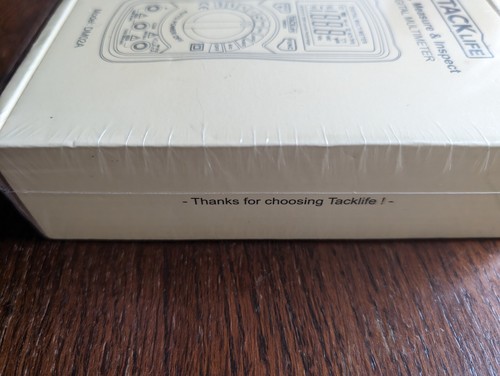 TACKLIFE
Measure & Inspect
DIGITAL MULTIMETER
- Thanks for choosing Tacklife ! -